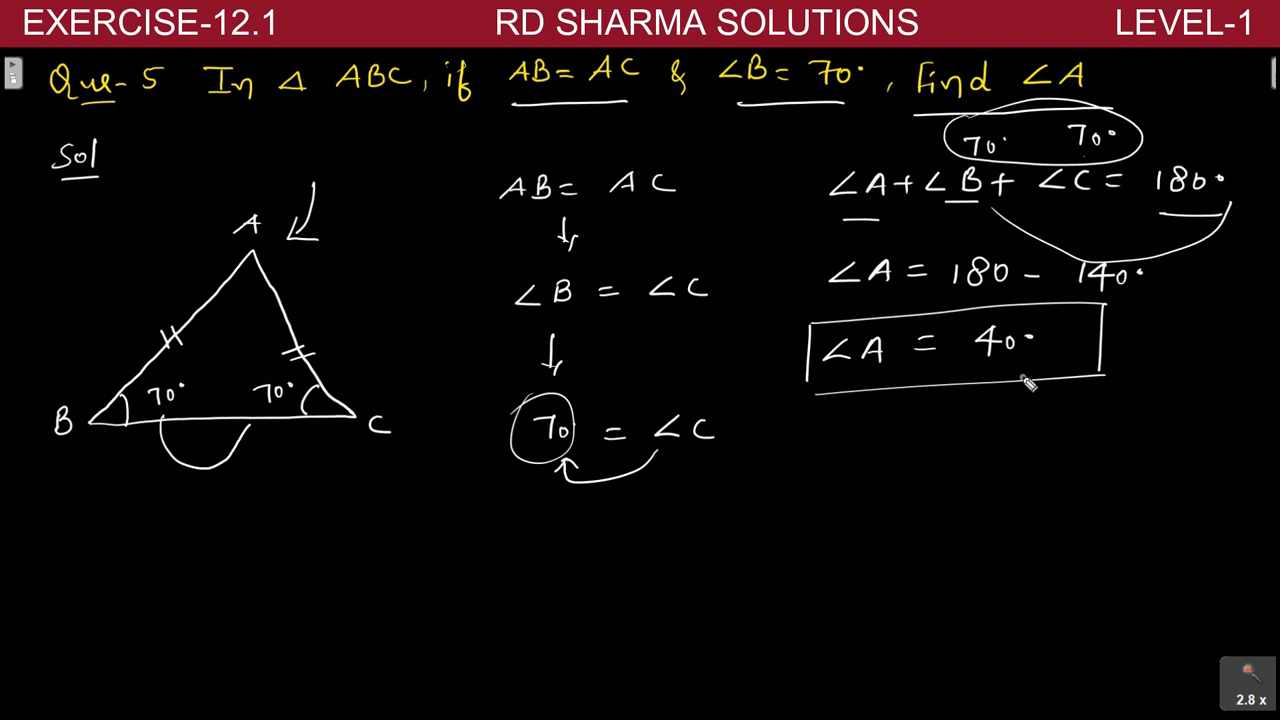 EXERCISE-12.1 RD SHARMA SOLUTIONS LEVEL-1
Que-5 In Δ ABC, if AB = AC & ∠B = 70°, Find ∠A
Sol
A
B
C
70° 70°
AB = AC
↓
∠B = ∠C
↓
70 = ∠C
70° 70°
∠A + ∠B + ∠C = 180°
∠A = 180 - 140°
∠A = 40°
2.8 x